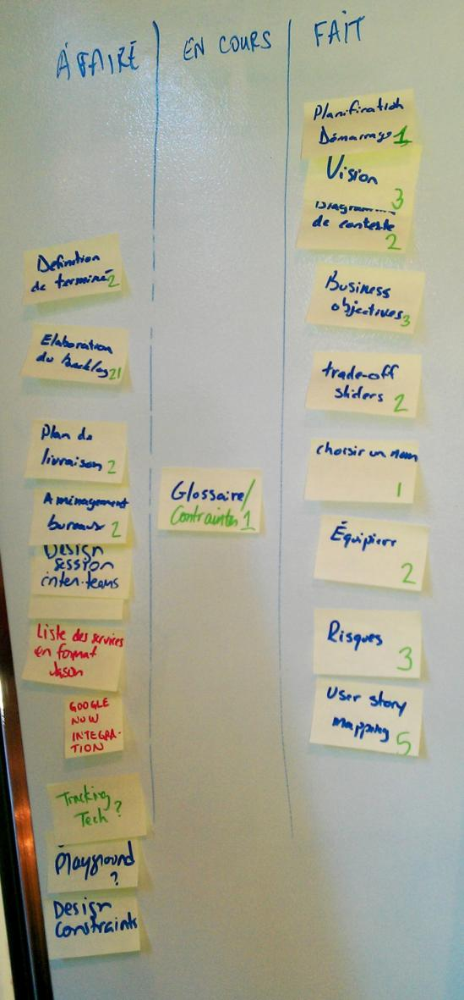 À FAIRE
EN COURS
FAIT
Définition
de terminé 2
Elaboration
du backlog 21
Plan de
livraison 2
Aménagement
bureaux 2
Design
session
inter-teams
Liste des services
en format
Jason
GOOGLE
NOW
INTEGRA-
TION
Tracking
Tech?
Playground
?
Design
Constraints
Glossaire/
Contraintes 1
Planification
Démarrage 1
Vision
3
Diagramme
de contexte
2
Business
objectives 3
trade-off
sliders 2
choisir un nom
1
Équipier
2
Risques
3
User story
mapping 5